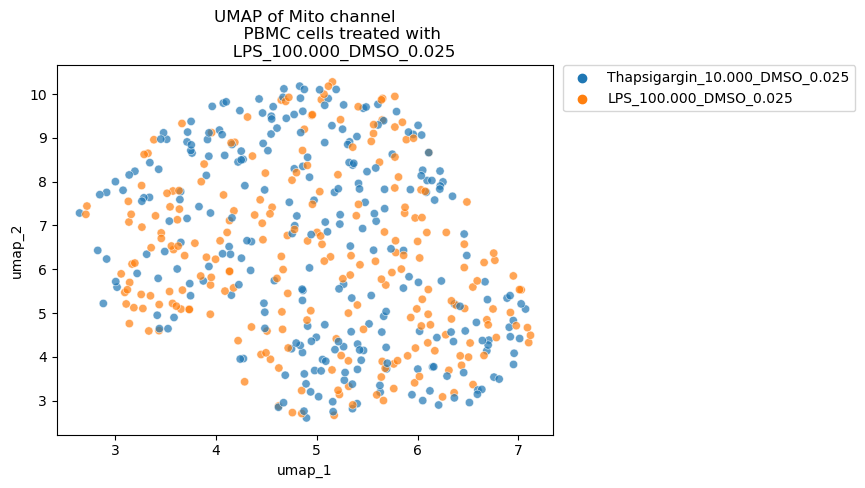 UMAP of Mito channel
PBMC cells treated with
LPS_100.000_DMSO_0.025
Thapsigargin_10.000_DMSO_0.025
LPS_100.000_DMSO_0.025
10
9
8
7
6
5
4
3
umap_2
3
4
5
6
7
umap_1